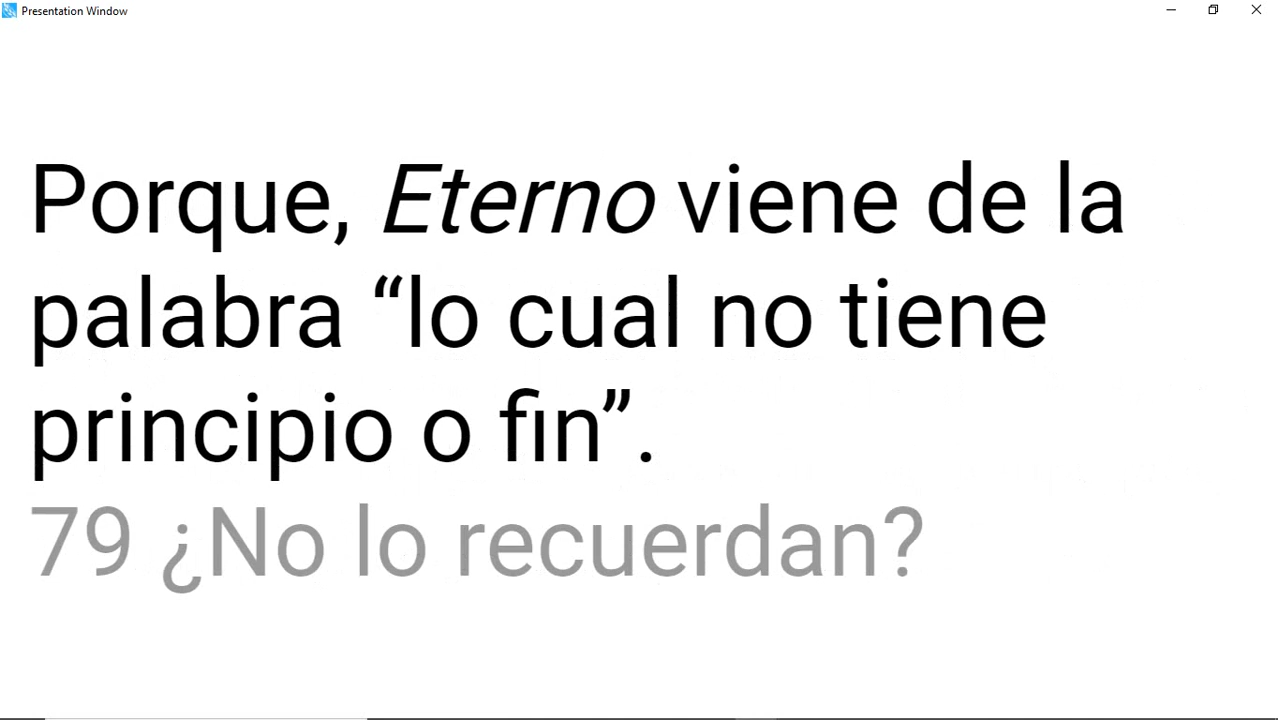 Presentation Window
Porque, Eterno viene de la
palabra “lo cual no tiene
principio o fin”.
79 ¿No lo recuerdan?